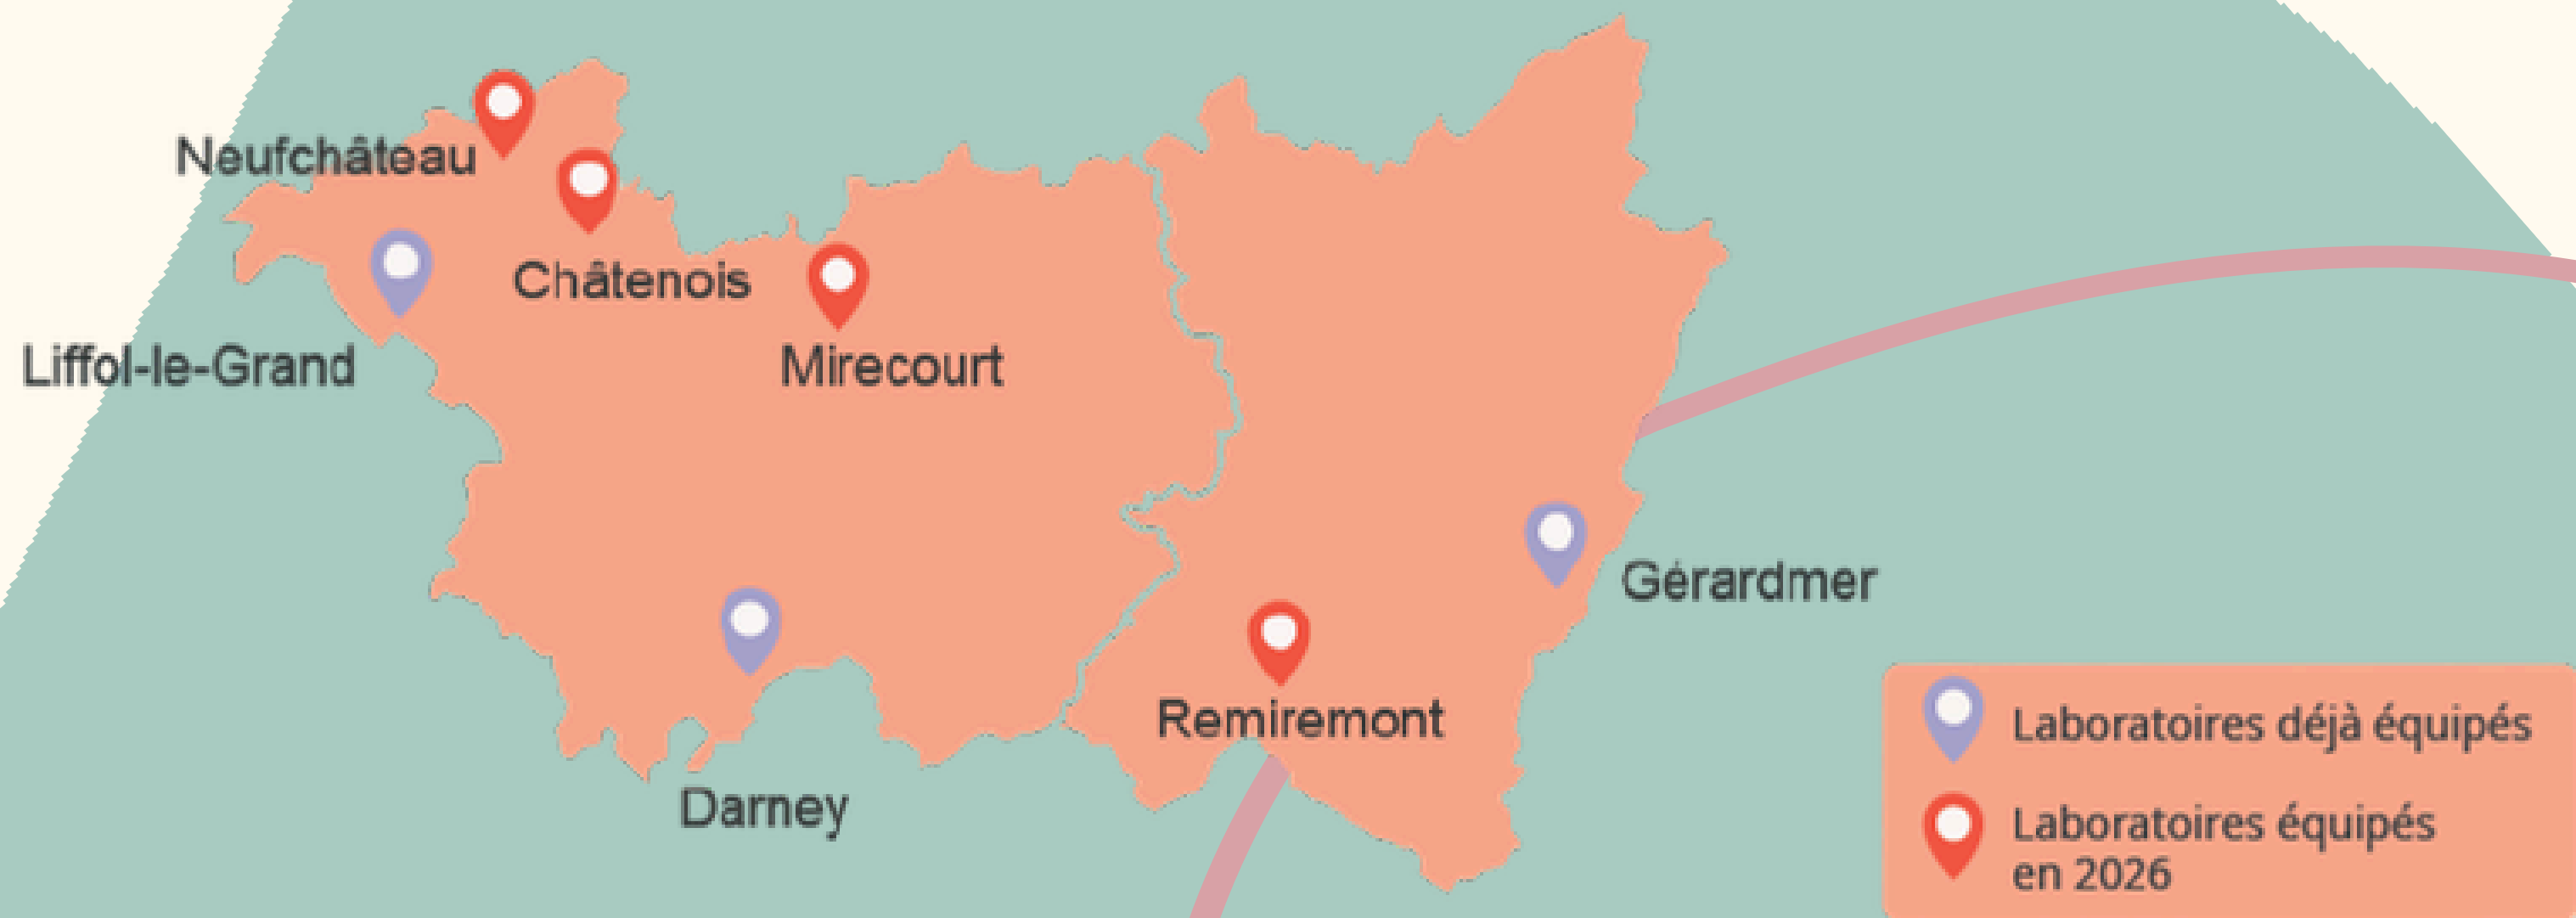 Neufchâteau
Châtenois
Liffol-le-Grand
Mirecourt
Gérardmer
Remiremont
Darney
Laboratoires déjà équipés
Laboratoires équipés
en 2026